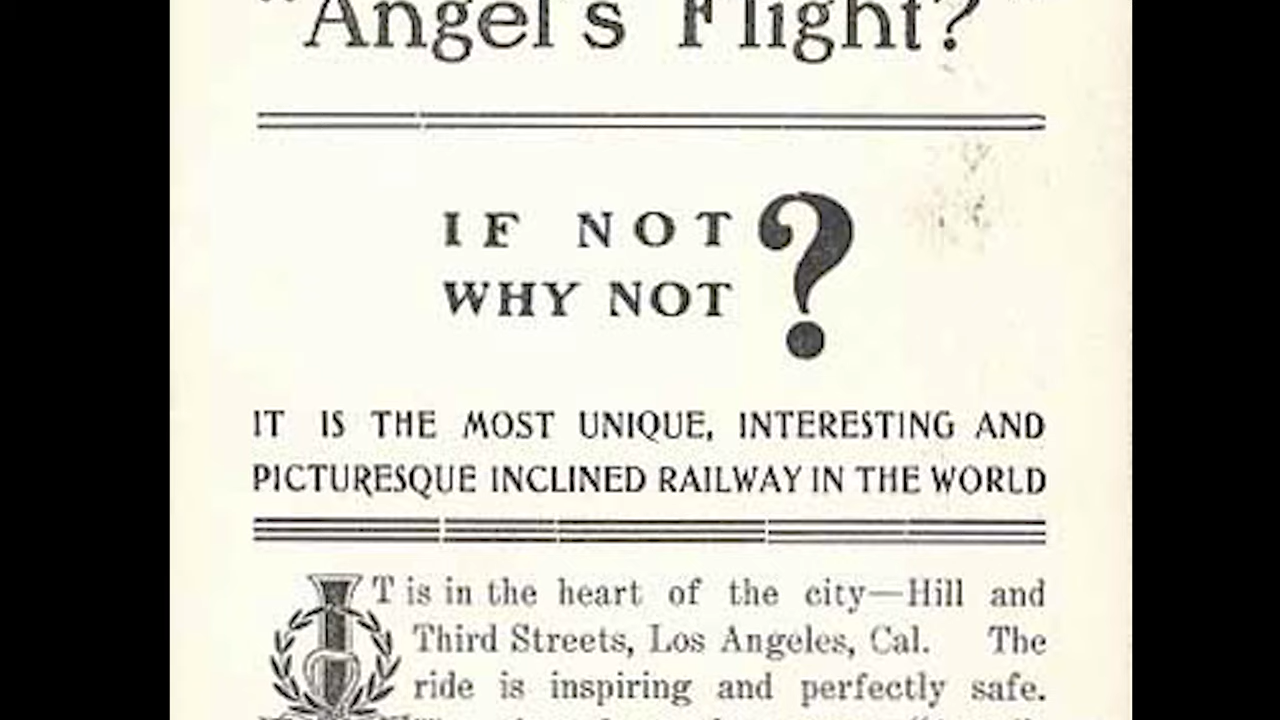 "Angel's Flight?"
IF NOT
WHY NOT?
IT IS THE MOST UNIQUE, INTERESTING AND
PICTURESQUE INCLINED RAILWAY IN THE WORLD
IT is in the heart of the city—Hill and
Third Streets, Los Angeles, Cal. The
ride is inspiring and perfectly safe.